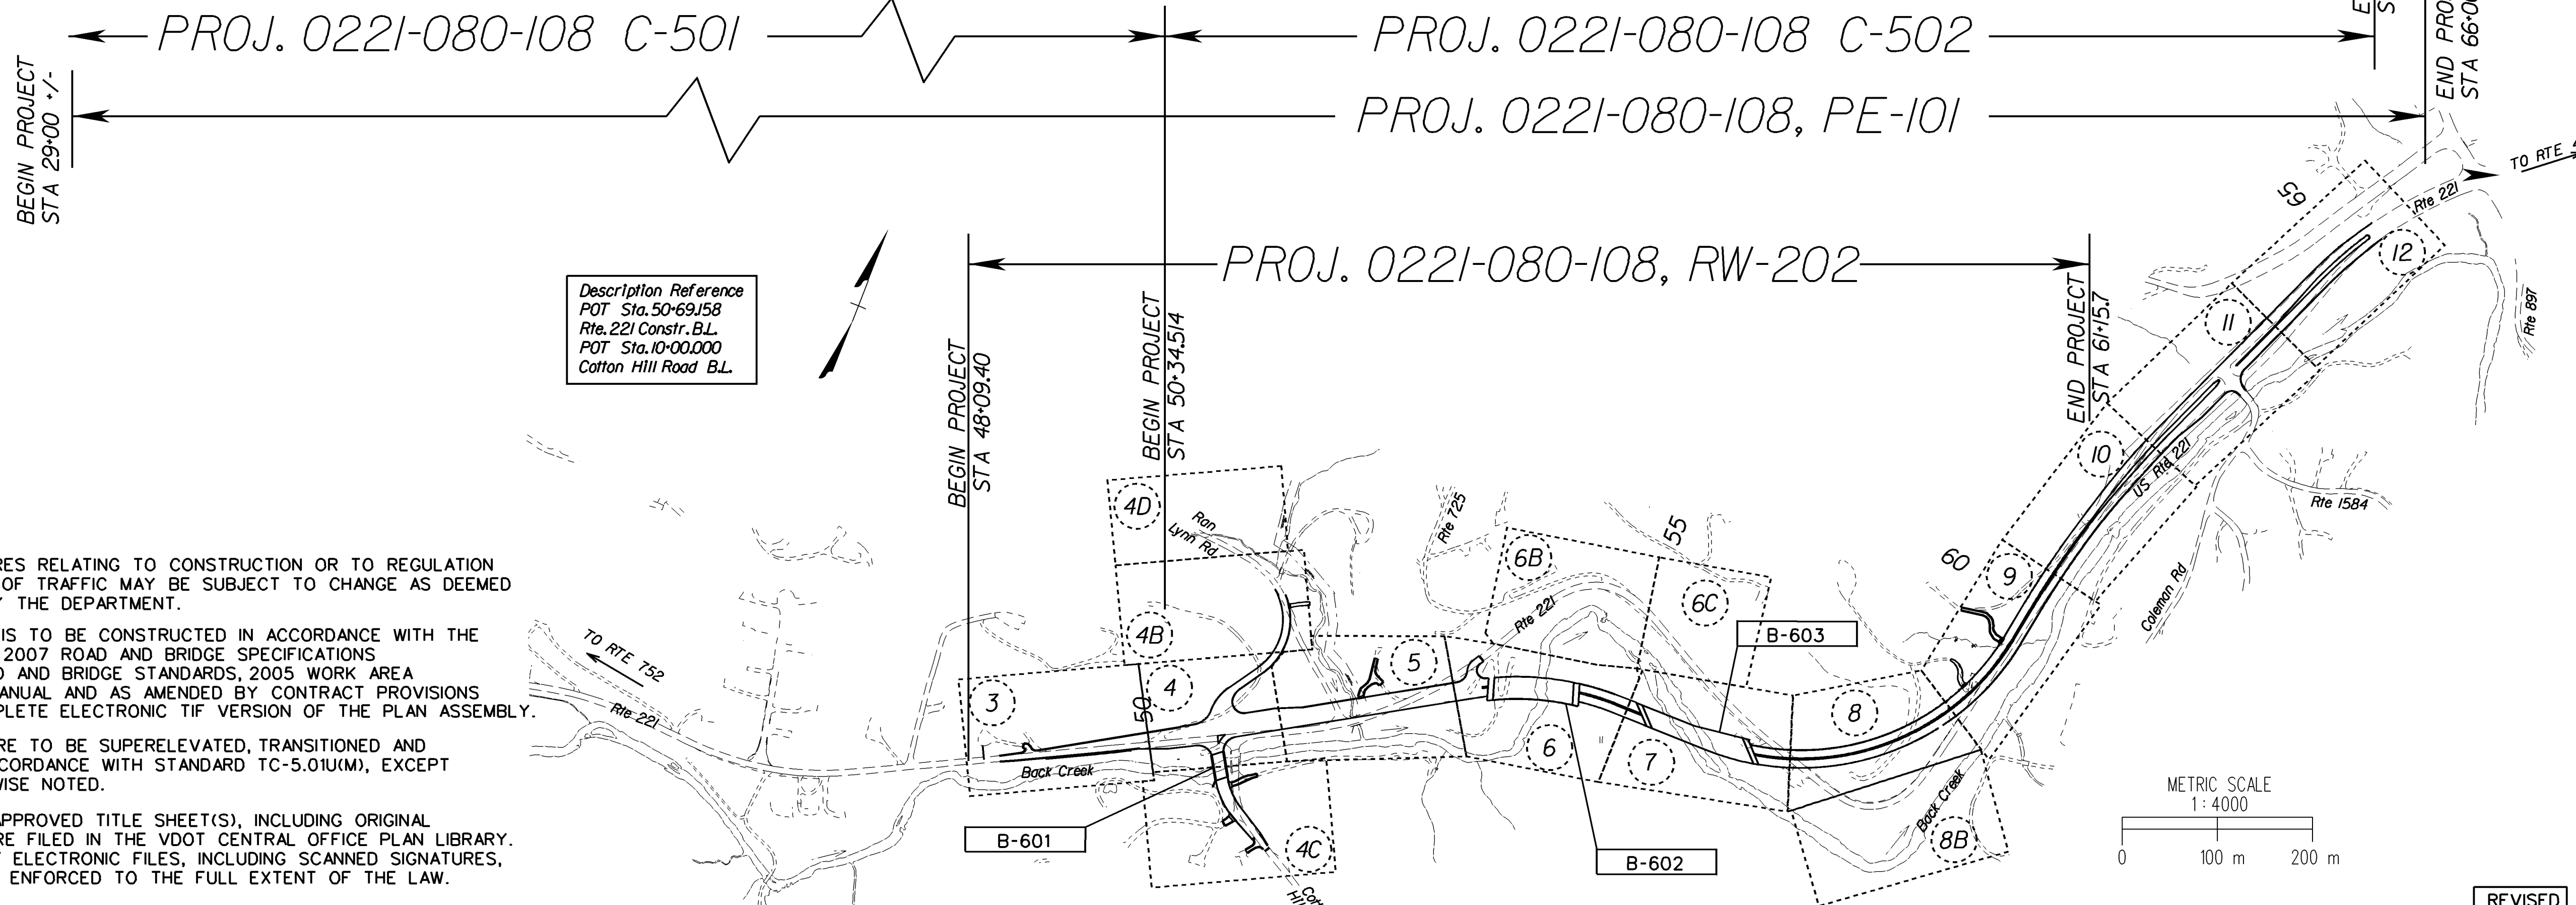 PROJ. 0221-080-108 C-501
PROJ. 0221-080-108 C-502
BEGIN PROJECT
STA 29+00 +/-
END PRO
STA 66+0
PROJ. 0221-080-108, PE-101
TO RTE
Rte 221
65
12
PROJ. 0221-080-108, RW-202
Description Reference
POT Sta. 50+69.158
Rte. 221 Constr. B.L.
POT Sta. 10+00.000
Cotton Hill Road B.L.
BEGIN PROJECT
STA 48+09.40
BEGIN PROJECT
STA 50+34.514
END PROJECT
STA 61+15.7
11
Rte 897
10
US Rte 221
Rte 1584
4D
Ran
Lynn Rd
Rte 725
55
6B
6C
60
9
Coleman Rd
RES RELATING TO CONSTRUCTION OR TO REGULATION
OF TRAFFIC MAY BE SUBJECT TO CHANGE AS DEEMED
Y THE DEPARTMENT.
IS TO BE CONSTRUCTED IN ACCORDANCE WITH THE
2007 ROAD AND BRIDGE SPECIFICATIONS
D AND BRIDGE STANDARDS, 2005 WORK AREA
ANUAL AND AS AMENDED BY CONTRACT PROVISIONS
PLETE ELECTRONIC TIF VERSION OF THE PLAN ASSEMBLY.
RE TO BE SUPERELEVATED, TRANSITIONED AND
CCORDANCE WITH STANDARD TC-5.01U(M), EXCEPT
WISE NOTED.
APPROVED TITLE SHEET(S), INCLUDING ORIGINAL
RE FILED IN THE VDOT CENTRAL OFFICE PLAN LIBRARY.
F ELECTRONIC FILES, INCLUDING SCANNED SIGNATURES,
ENFORCED TO THE FULL EXTENT OF THE LAW.
TO RTE 752
Rte 221
4B
Rte 221
B-603
3
4
50
5
6
7
8
Back Creek
Back Creek
8B
B-601
4C
B-602
METRIC SCALE
1:4000
0 100 m 200 m
REVISED